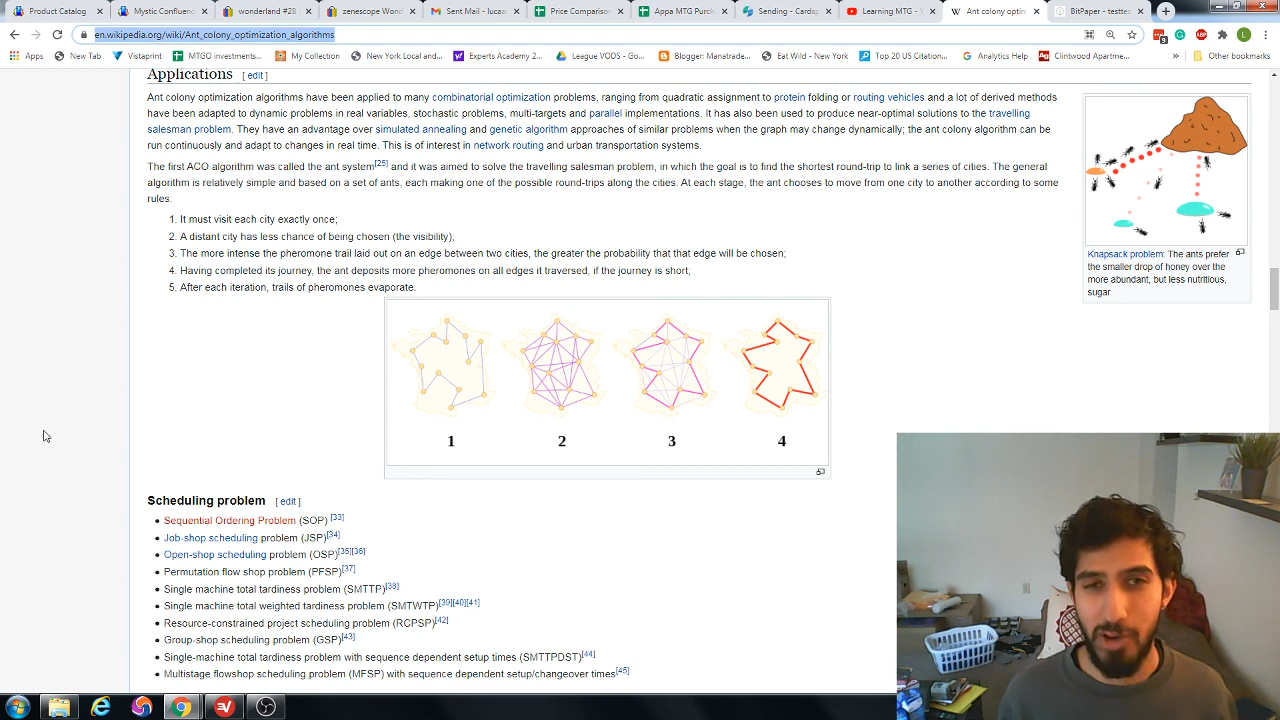 Product Catalog
Mystic Confluen
wonderland #28
zenescope Wond
Sent Mail - lucaa
Price Comparison
Appa MTG Purc
Sending - Cardsp
Learning MTG - V
Ant colony optim
BitPaper - testte
en.wikipedia.org/wiki/Ant_colony_optimization_algorithms
Apps
New Tab
Vistaprint
MTGO investments...
My Collection
New York Local and...
Experts Academy 2...
League VODS - Goo...
Blogger: Manatrade...
Eat Wild - New York
Top 20 US Citation...
Analytics Help
Clintwood Apartme...
»
Other bookmarks
Applications [ edit ]
Ant colony optimization algorithms have been applied to many combinatorial optimization problems, ranging from quadratic assignment to protein folding or routing vehicles and a lot of derived methods
have been adapted to dynamic problems in real variables, stochastic problems, multi-targets and parallel implementations. It has also been used to produce near-optimal solutions to the travelling
salesman problem. They have an advantage over simulated annealing and genetic algorithm approaches of similar problems when the graph may change dynamically; the ant colony algorithm can be
run continuously and adapt to changes in real time. This is of interest in network routing and urban transportation systems.
The first ACO algorithm was called the ant system[25] and it was aimed to solve the travelling salesman problem, in which the goal is to find the shortest round-trip to link a series of cities. The general
algorithm is relatively simple and based on a set of ants, each making one of the possible round-trips along the cities. At each stage, the ant chooses to move from one city to another according to some
rules:
1. It must visit each city exactly once;
2. A distant city has less chance of being chosen (the visibility);
3. The more intense the pheromone trail laid out on an edge between two cities, the greater the probability that that edge will be chosen;
4. Having completed its journey, the ant deposits more pheromones on all edges it traversed, if the journey is short;
5. After each iteration, trails of pheromones evaporate.
Knapsack problem: The ants prefer
the smaller drop of honey over the
more abundant, but less nutritious,
sugar
1
2
3
4
Scheduling problem [ edit ]
• Sequential Ordering Problem (SOP) [33]
• Job-shop scheduling problem (JSP)[34]
• Open-shop scheduling problem (OSP)[35][36]
• Permutation flow shop problem (PFSP)[37]
• Single machine total tardiness problem (SMTTP)[38]
• Single machine total weighted tardiness problem (SMTWTP)[39][40][41]
• Resource-constrained project scheduling problem (RCPSP)[42]
• Group-shop scheduling problem (GSP)[43]
• Single-machine total tardiness problem with sequence dependent setup times (SMTTPDST)[44]
• Multistage flowshop scheduling problem (MFSP) with sequence dependent setup/changeover times[45]